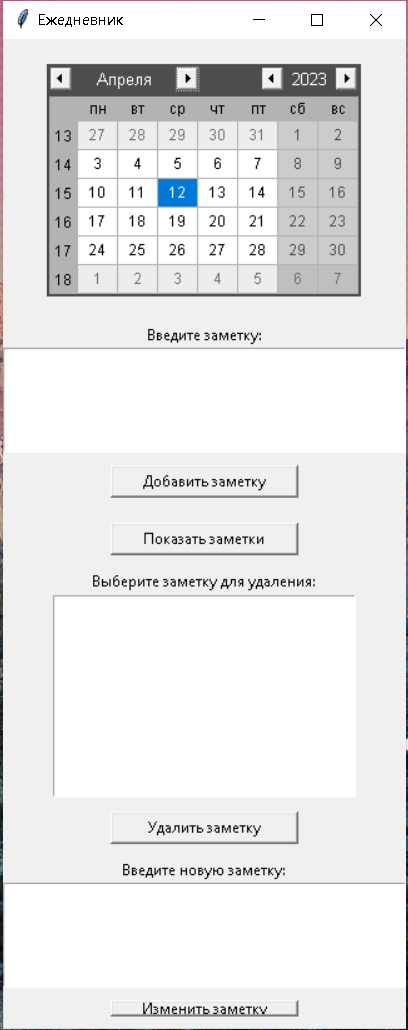 Ежедневник
Апреля 2023
пн вт ср чт пт сб вс
13 27 28 29 30 31 1 2
14 3 4 5 6 7 8 9
15 10 11 12 13 14 15 16
16 17 18 19 20 21 22 23
17 24 25 26 27 28 29 30
18 1 2 3 4 5 6 7
Введите заметку:
Добавить заметку
Показать заметки
Выберите заметку для удаления:
Удалить заметку
Введите новую заметку:
Изменить заметку